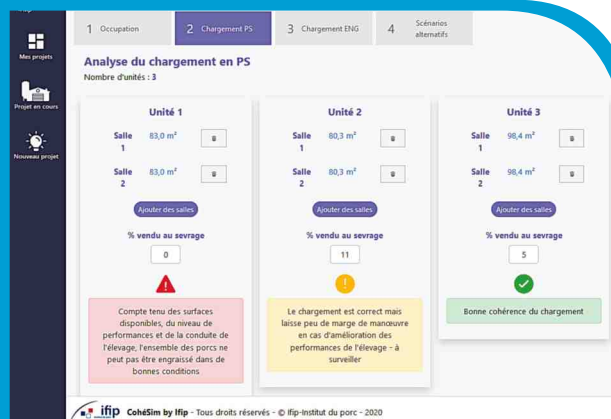 1 Occupation
2 Chargement PS
3 Chargement ENG
4 Scénarios alternatifs
Mes projets
Projet en cours
Nouveau projet
Analyse du chargement en PS
Nombre d'unités : 3
Unité 1
Salle 1 83,0 m²
Salle 2 83,0 m²
Ajouter des salles
% vendu au sevrage
0
Compte tenu des surfaces
disponibles, du niveau de
performances et de la conduite de
l'élevage, l'ensemble des porcs ne
peut pas être engraissé dans de
bonnes conditions
Unité 2
Salle 1 80,3 m²
Salle 2 80,3 m²
Ajouter des salles
% vendu au sevrage
11
Le chargement est correct mais
laisse peu de marge de manœuvre
en cas d'amélioration des
performances de l'élevage - à
surveiller
Unité 3
Salle 1 98,4 m²
Salle 2 98,4 m²
Ajouter des salles
% vendu au sevrage
5
Bonne cohérence du chargement
ifip CohéSim by Ifip - Tous droits réservés - © Ifip-Institut du porc - 2020